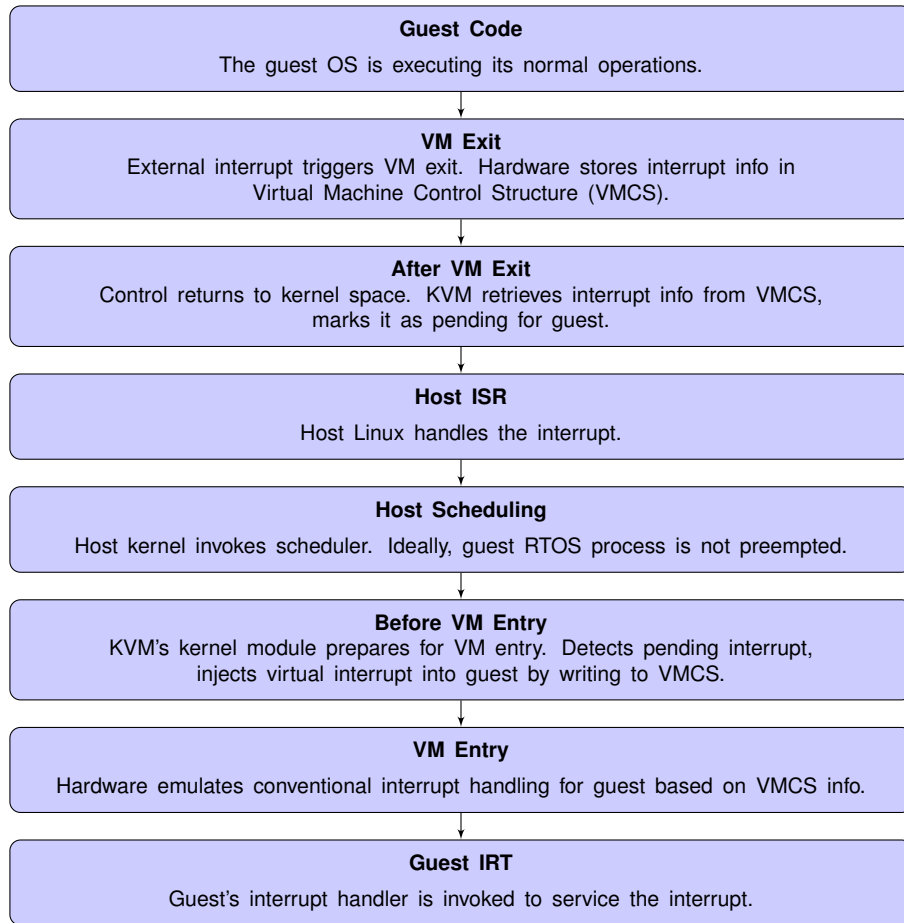 Guest Code
The guest OS is executing its normal operations.
VM Exit
External interrupt triggers VM exit. Hardware stores interrupt info in
Virtual Machine Control Structure (VMCS).
After VM Exit
Control returns to kernel space. KVM retrieves interrupt info from VMCS,
marks it as pending for guest.
Host ISR
Host Linux handles the interrupt.
Host Scheduling
Host kernel invokes scheduler. Ideally, guest RTOS process is not preempted.
Before VM Entry
KVM's kernel module prepares for VM entry. Detects pending interrupt,
injects virtual interrupt into guest by writing to VMCS.
VM Entry
Hardware emulates conventional interrupt handling for guest based on VMCS info.
Guest IRT
Guest's interrupt handler is invoked to service the interrupt.